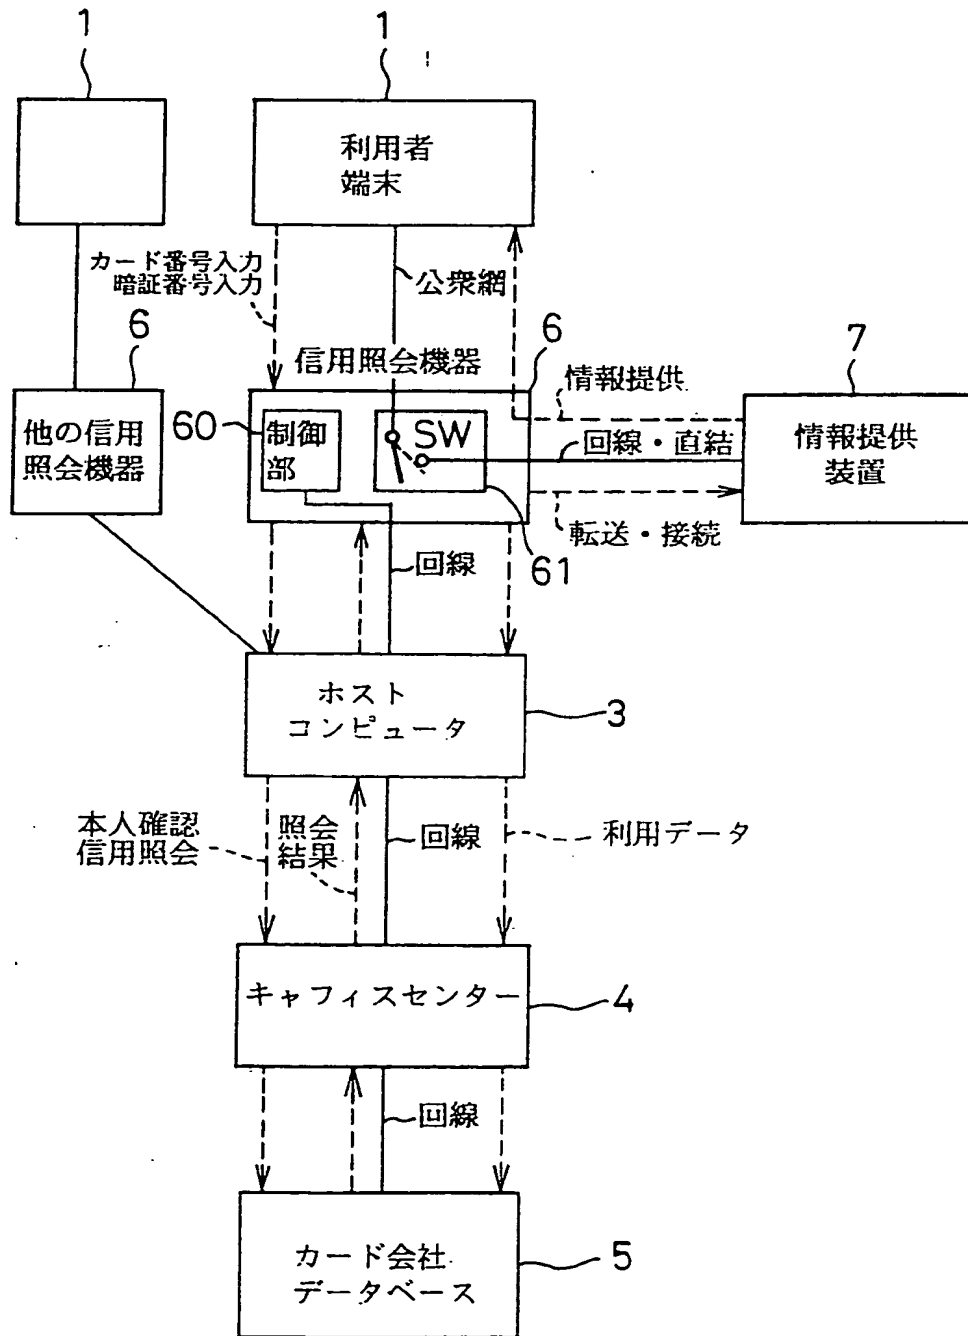 1
1
利用者
端末
カード番号入力
暗証番号入力
公衆網
6
信用照会機器
6
7
情報提供
他の信用
照会機器
60
制御
部
SW
回線・直結
情報提供
装置
転送・接続
61
回線
ホスト
コンピュータ
3
本人確認
信用照会
照会
結果
回線
利用データ
キャフィスセンター
4
回線
カード会社
データベース
5